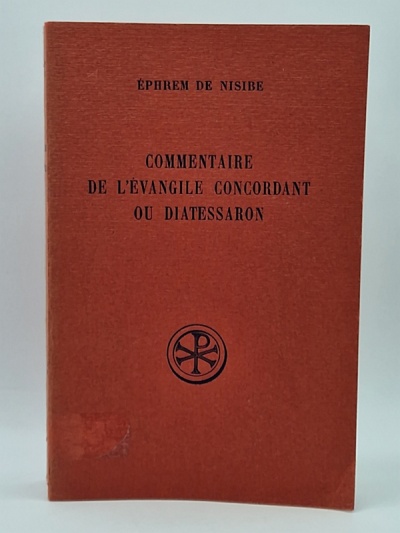 ÉPHREM DE NISIBE
COMMENTAIRE
DE L'ÉVANGILE CONCORDANT
OU DIATESSARON